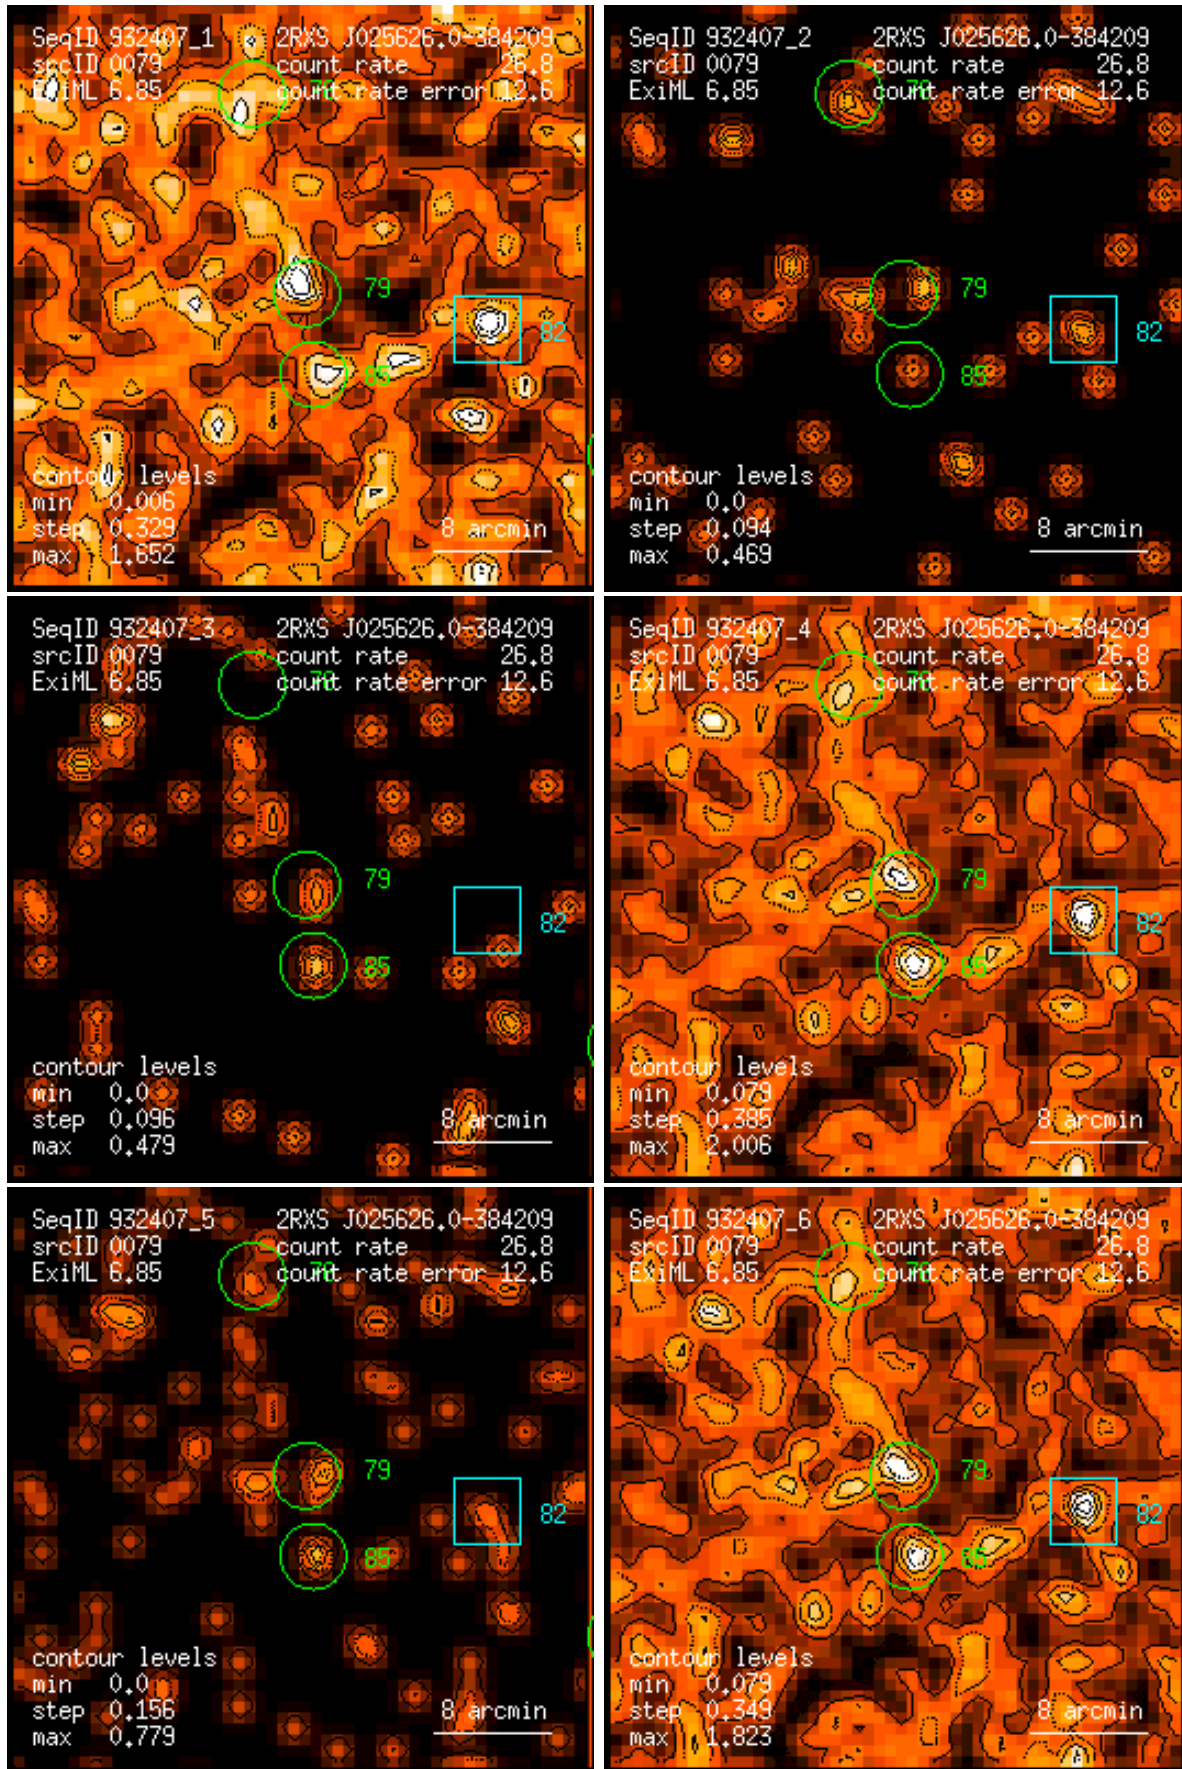 SeqID 932407_1 2RXS J025626.0-384209
srcID 0079 count rate 26.8
ExiML 6.85 count rate error 12.6
79
82
85
contour levels
min 0.006
step 0.329
max 1.652
8 arcmin
SeqID 932407_2 2RXS J025626.0-384209
srcID 0079 count rate 26.8
ExiML 6.85 count rate error 12.6
79
82
85
contour levels
min 0.0
step 0.094
max 0.469
8 arcmin
SeqID 932407_3 2RXS J025626.0-384209
srcID 0079 count rate 26.8
ExiML 6.85 count rate error 12.6
79
82
85
contour levels
min 0.0
step 0.096
max 0.479
8 arcmin
SeqID 932407_4 2RXS J025626.0-384209
srcID 0079 count rate 26.8
ExiML 6.85 count rate error 12.6
79
82
85
contour levels
min 0.079
step 0.385
max 2.006
8 arcmin
SeqID 932407_5 2RXS J025626.0-384209
srcID 0079 count rate 26.8
ExiML 6.85 count rate error 12.6
79
82
85
contour levels
min 0.0
step 0.156
max 0.779
8 arcmin
SeqID 932407_6 2RXS J025626.0-384209
srcID 0079 count rate 26.8
ExiML 6.85 count rate error 12.6
79
82
85
contour levels
min 0.079
step 0.349
max 1.823
8 arcmin